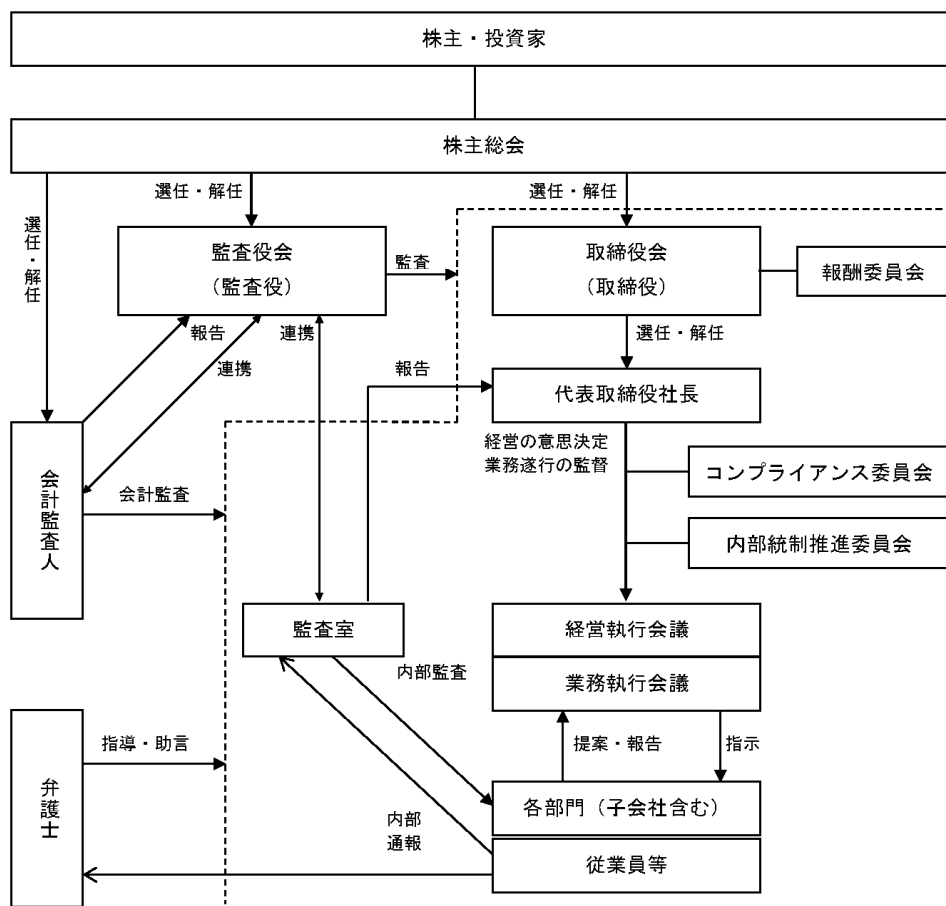 株主・投資家
株主総会
選任・解任
選任・解任
選任・解任
監査役会
(監査役)
監査
取締役会
(取締役)
報酬委員会
報告
連携
連携
選任・解任
報告
代表取締役社長
経営の意思決定
業務遂行の監督
コンプライアンス委員会
会計監査人
会計監査
内部統制推進委員会
監査室
経営執行会議
内部監査
業務執行会議
弁護士
指導・助言
提案・報告
指示
各部門(子会社含む)
内部
通報
従業員等